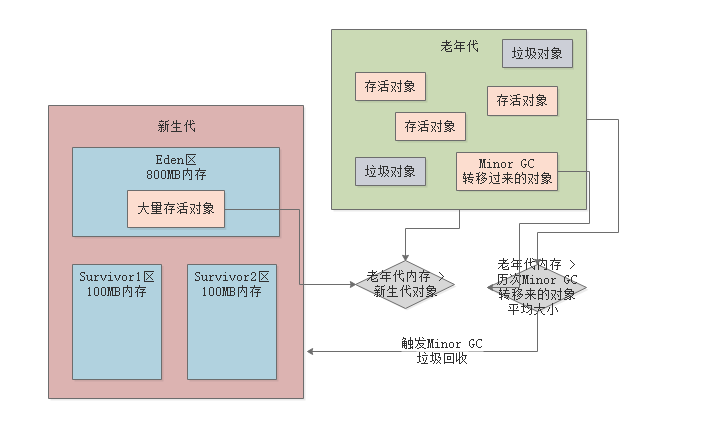 老年代
垃圾对象
存活对象
存活对象
存活对象
垃圾对象
Minor GC
转移过来的对象
新生代
Eden区
800MB内存
大量存活对象
Survivor1区
100MB内存
Survivor2区
100MB内存
老年代内存 >
新生代对象
老年代内存 >
历次Minor GC
转移来的对象
平均大小
触发Minor GC
垃圾回收